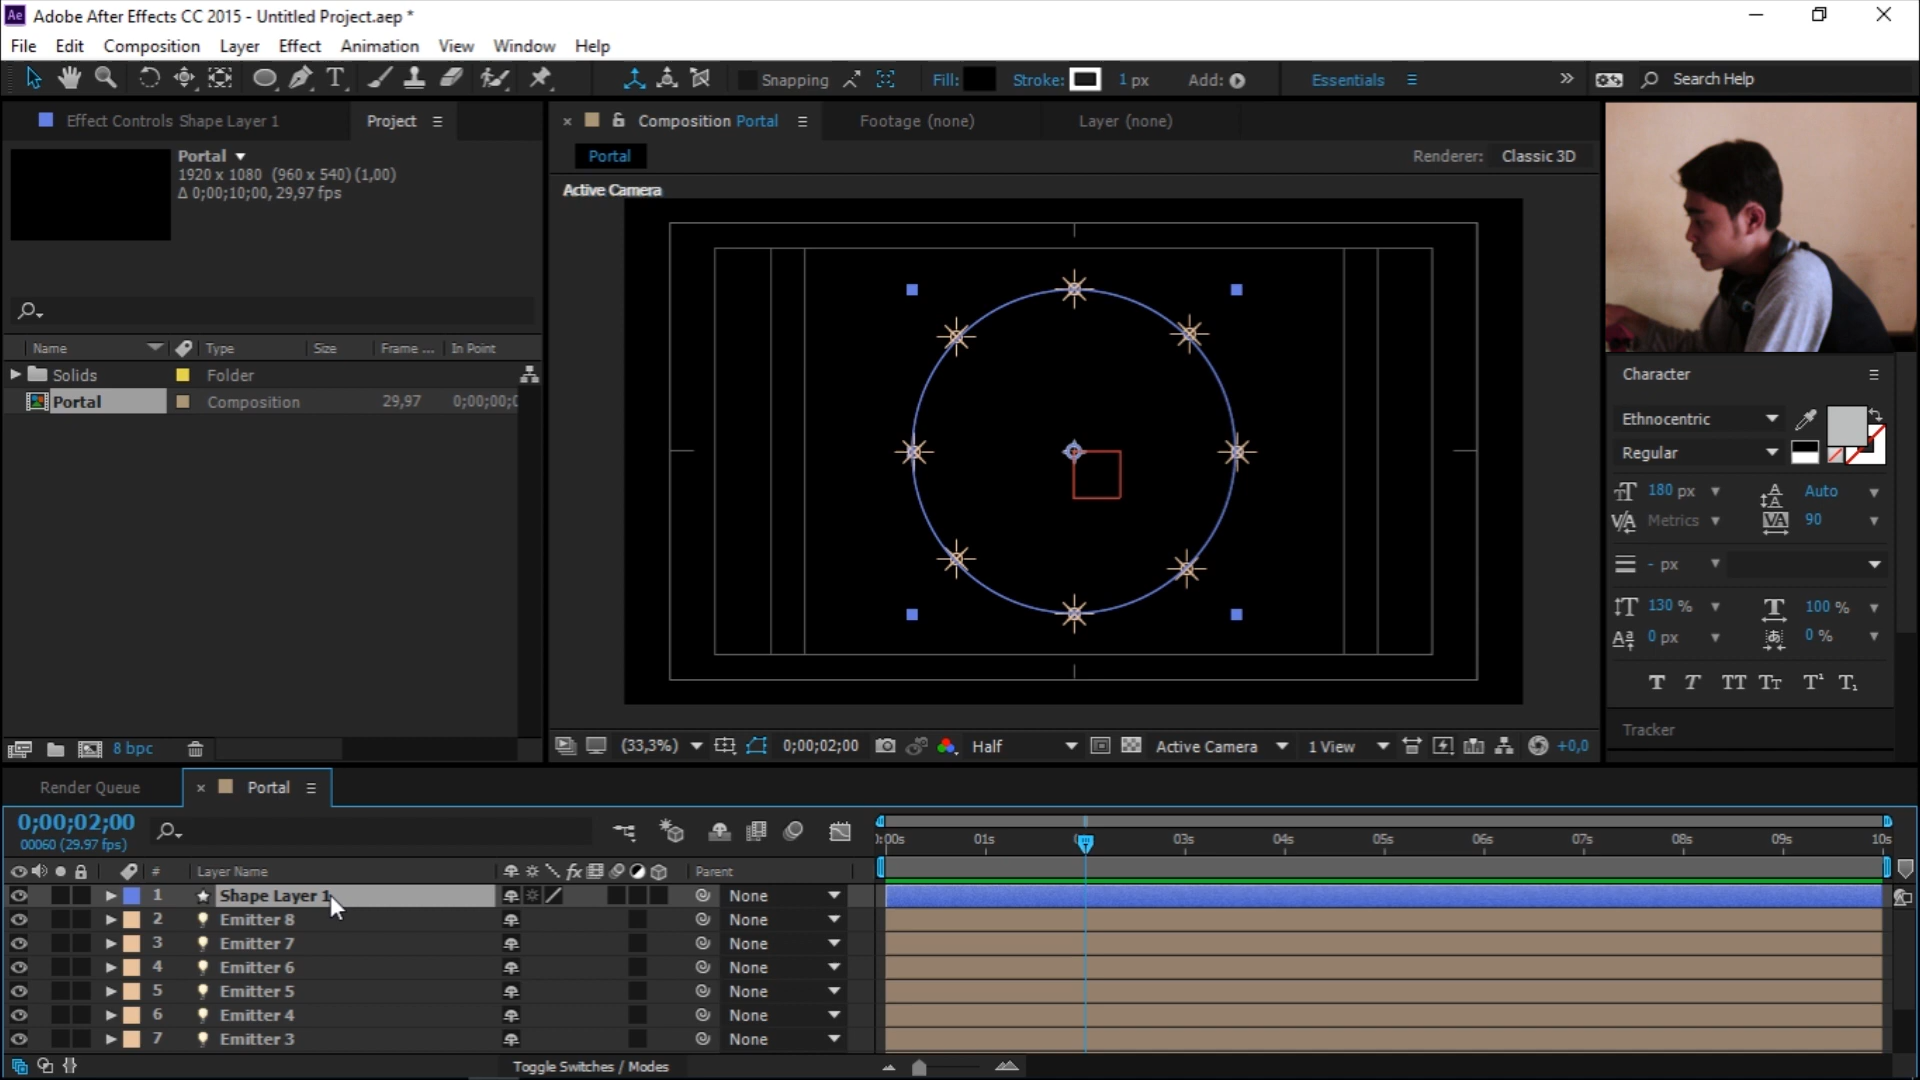 Ae Adobe After Effects CC 2015 - Untitled Project.aep *
File Edit Composition Layer Effect Animation View Window Help
T Snapping Fill: Stroke: 1 px Add: Essentials Search Help
Effect Controls Shape Layer 1 Project
Composition Portal Footage (none) Layer (none)
Portal
1920 x 1080 (960 x 540) (1,00)
Δ 0;00;10;00, 29,97 fps
Portal Renderer: Classic 3D
Active Camera
Name Type Size Frame ... In Point
Solids Folder
Portal Composition 29,97 0;00;00;0
8 bpc
(33,3%) 0;00;02;00 Half Active Camera 1 View +0,0
Character
Ethnocentric
Regular
180 px Auto
Metrics 90
- px
130 % 100 %
0 px 0 %
T T TT Tт T¹ T₁
Tracker
Render Queue Portal
0;00;02;00
00060 (29.97 fps)
0:00s 01s 03s 04s 05s 06s 07s 08s 09s 10s
# Layer Name fx Parent
1 Shape Layer 1 None
2 Emitter 8 None
3 Emitter 7 None
4 Emitter 6 None
5 Emitter 5 None
6 Emitter 4 None
7 Emitter 3 None
Toggle Switches / Modes